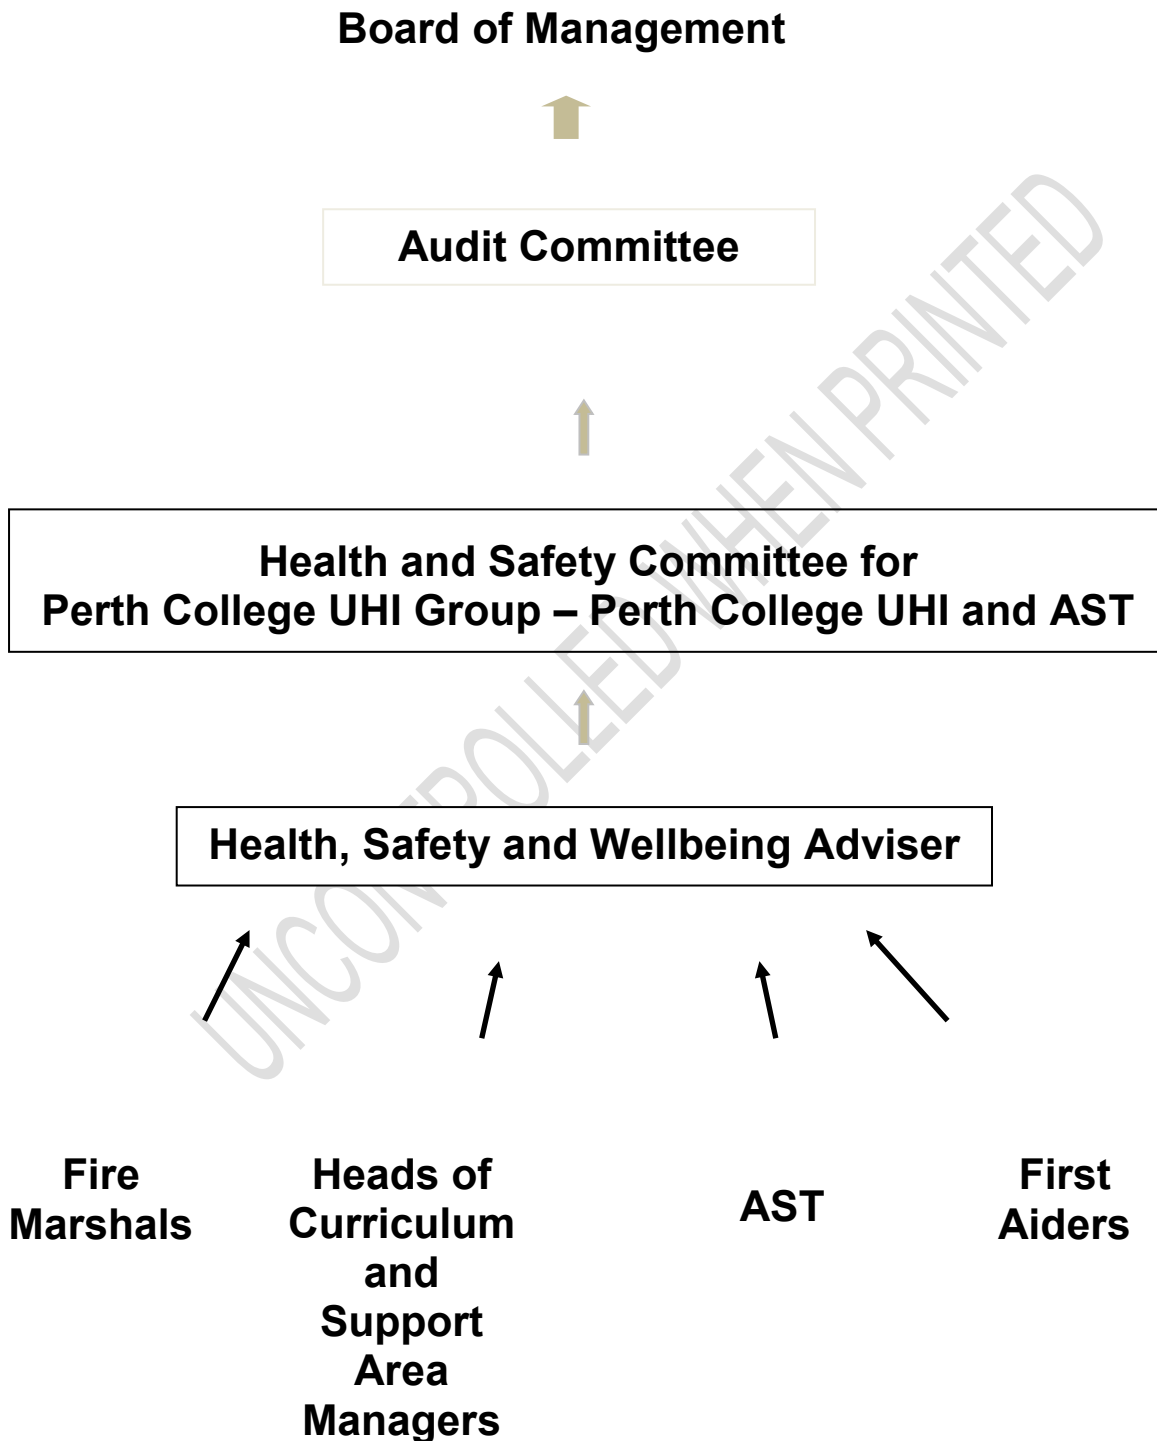 Board of Management
Audit Committee
Health and Safety Committee for
Perth College UHI Group – Perth College UHI and AST
Health, Safety and Wellbeing Adviser
Fire
Marshals
Heads of
Curriculum
and
Support
Area
Managers
AST
First
Aiders
UNCONTROLLED WHEN PRINTED